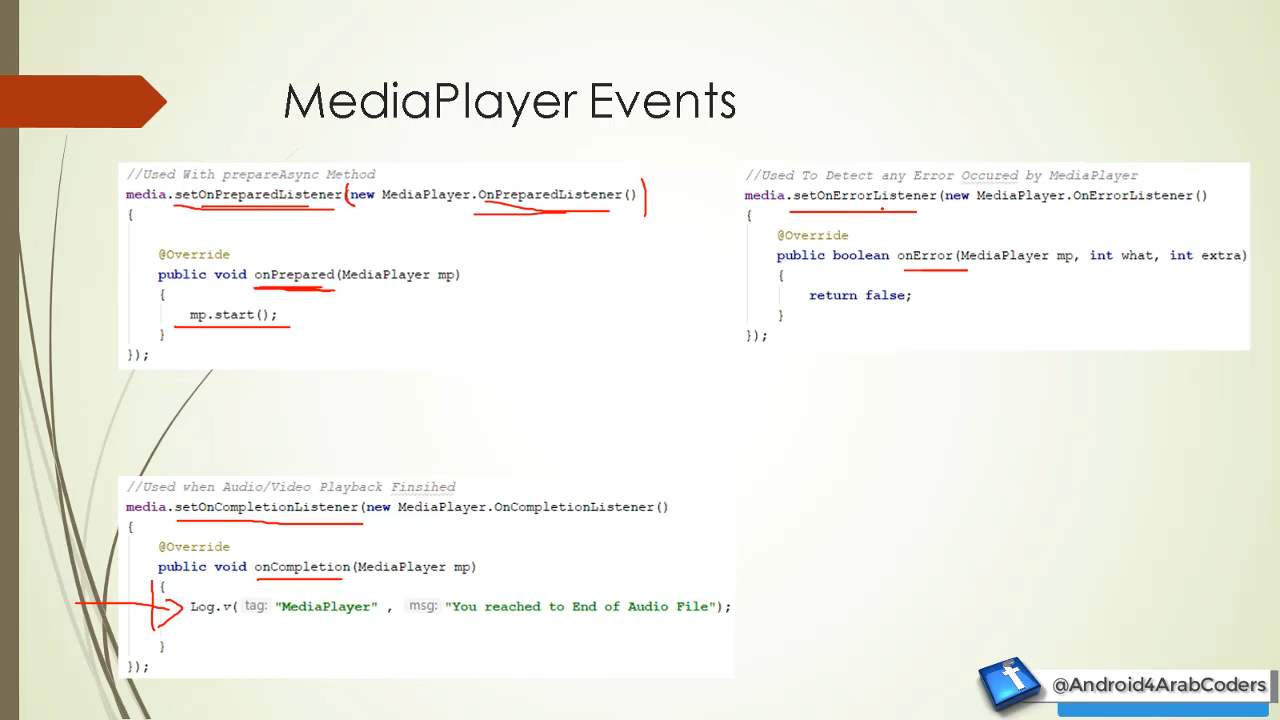 MediaPlayer Events
//Used With prepareAsync Method
media.setOnPreparedListener(new MediaPlayer.OnPreparedListener()
{
@Override
public void onPrepared(MediaPlayer mp)
{
mp.start();
}
});
//Used To Detect any Error Occured by MediaPlayer
media.setOnErrorListener(new MediaPlayer.OnErrorListener()
{
@Override
public boolean onError(MediaPlayer mp, int what, int extra)
{
return false;
}
});
//Used when Audio/Video Playback Finsihed
media.setOnCompletionListener(new MediaPlayer.OnCompletionListener()
{
@Override
public void onCompletion(MediaPlayer mp)
{
Log.v( tag: "MediaPlayer" , msg: "You reached to End of Audio File");
}
});
@Android4ArabCoders